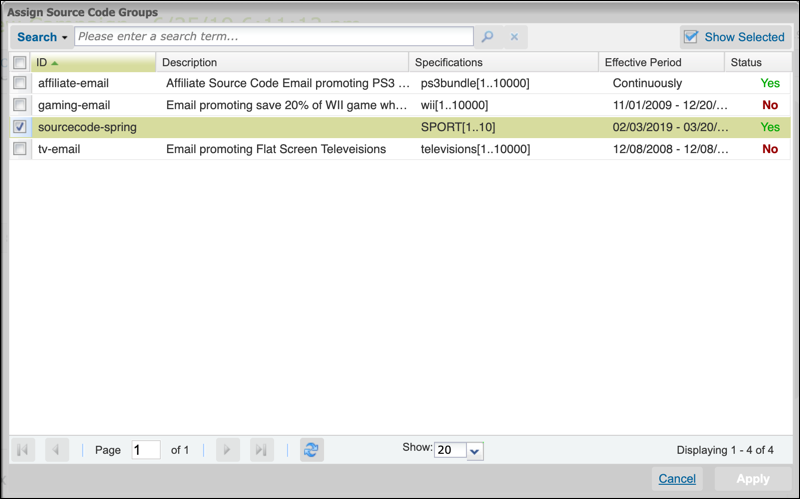 Assign Source Code Groups
Search Please enter a search term... Show Selected
ID Description Specifications Effective Period Status
affiliate-email Affiliate Source Code Email promoting PS3 ... ps3bundle[1..10000] Continuously Yes
gaming-email Email promoting save 20% of WII game wh... wii[1..10000] 11/01/2009 - 12/20/... No
sourcecode-spring SPORT[1..10] 02/03/2019 - 03/20/... Yes
tv-email Email promoting Flat Screen Televeisions televisions[1..10000] 12/08/2008 - 12/08/... No
Page 1 of 1 Show: 20 Displaying 1 - 4 of 4
Cancel Apply